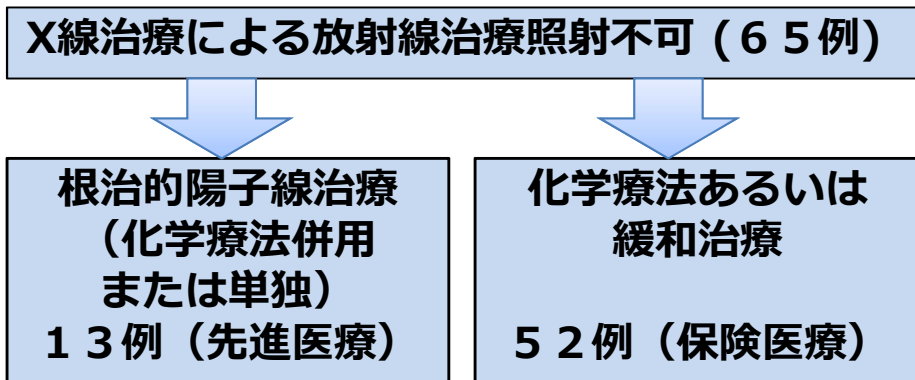 X線治療による放射線治療照射不可 (６５例)
根治的陽子線治療
（化学療法併用
または単独）
１３例（先進医療）
化学療法あるいは
緩和治療
５２例（保険医療）